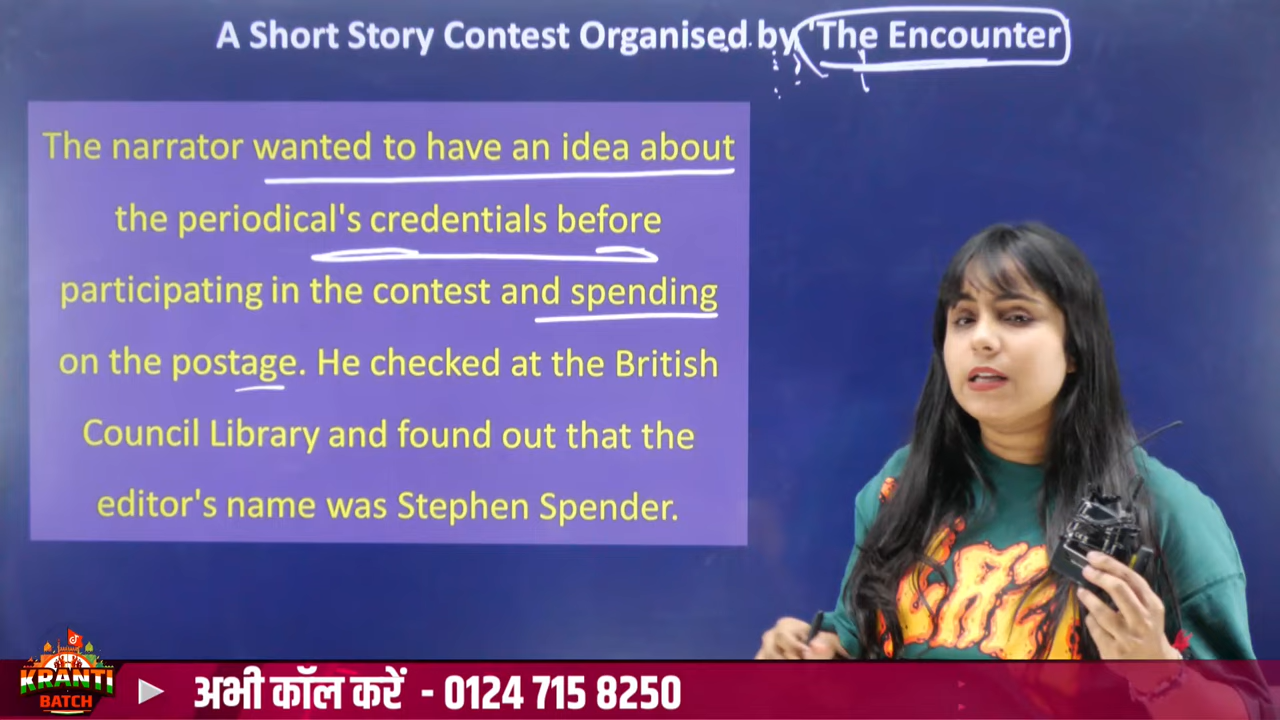 A Short Story Contest Organised by 'The Encounter'
The narrator wanted to have an idea about
the periodical's credentials before
participating in the contest and spending
on the postage. He checked at the British
Council Library and found out that the
editor's name was Stephen Spender.
KRANTI
BATCH
अभी कॉल करें - 0124 715 8250